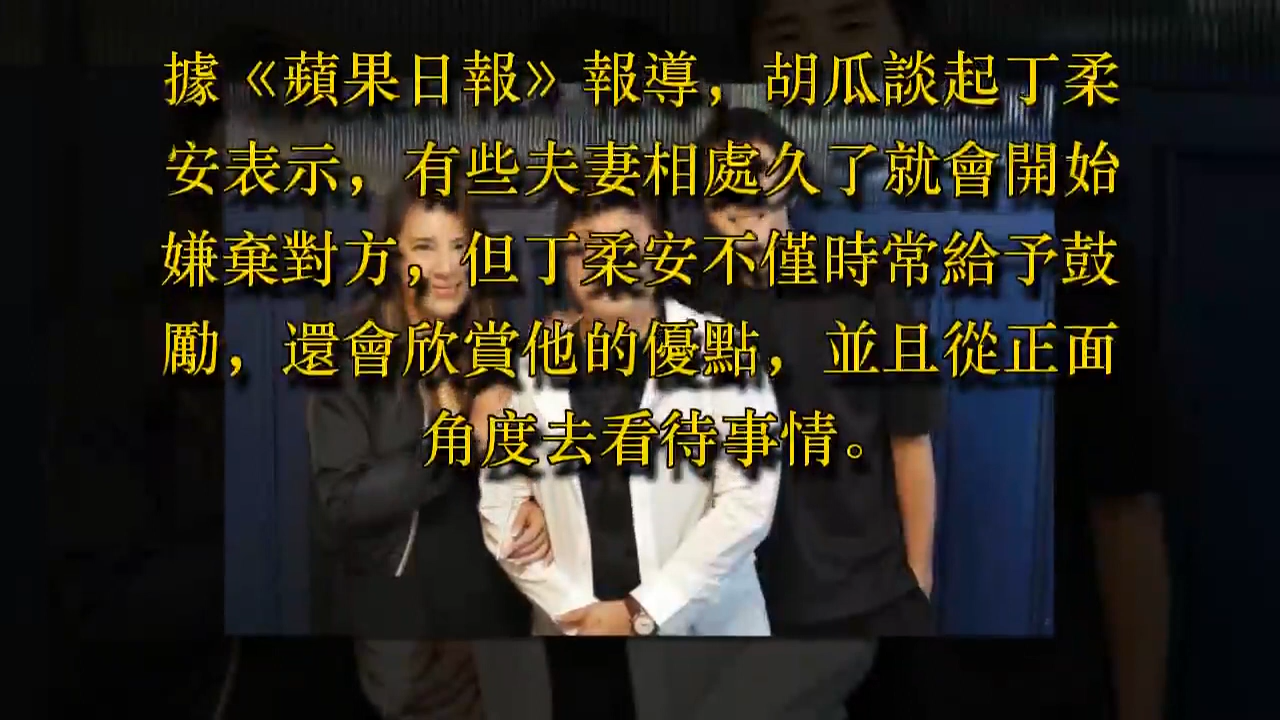 據《蘋果日報》報導，胡瓜談起丁柔
安表示，有些夫妻相處久了就會開始
嫌棄對方，但丁柔安不僅時常給予鼓
勵，還會欣賞他的優點，並且從正面
角度去看待事情。